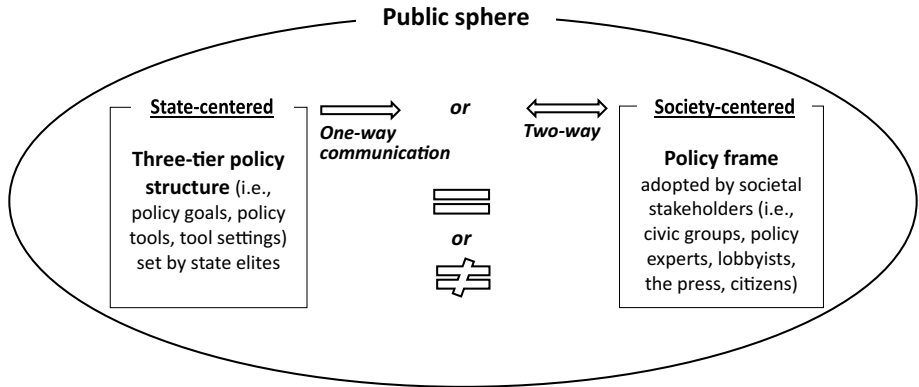 Public sphere
State-centered
Three-tier policy
structure (i.e.,
policy goals, policy
tools, tool settings)
set by state elites
One-way
communication
or
Two-way
=
or
≠
Society-centered
Policy frame
adopted by societal
stakeholders (i.e.,
civic groups, policy
experts, lobbyists,
the press, citizens)